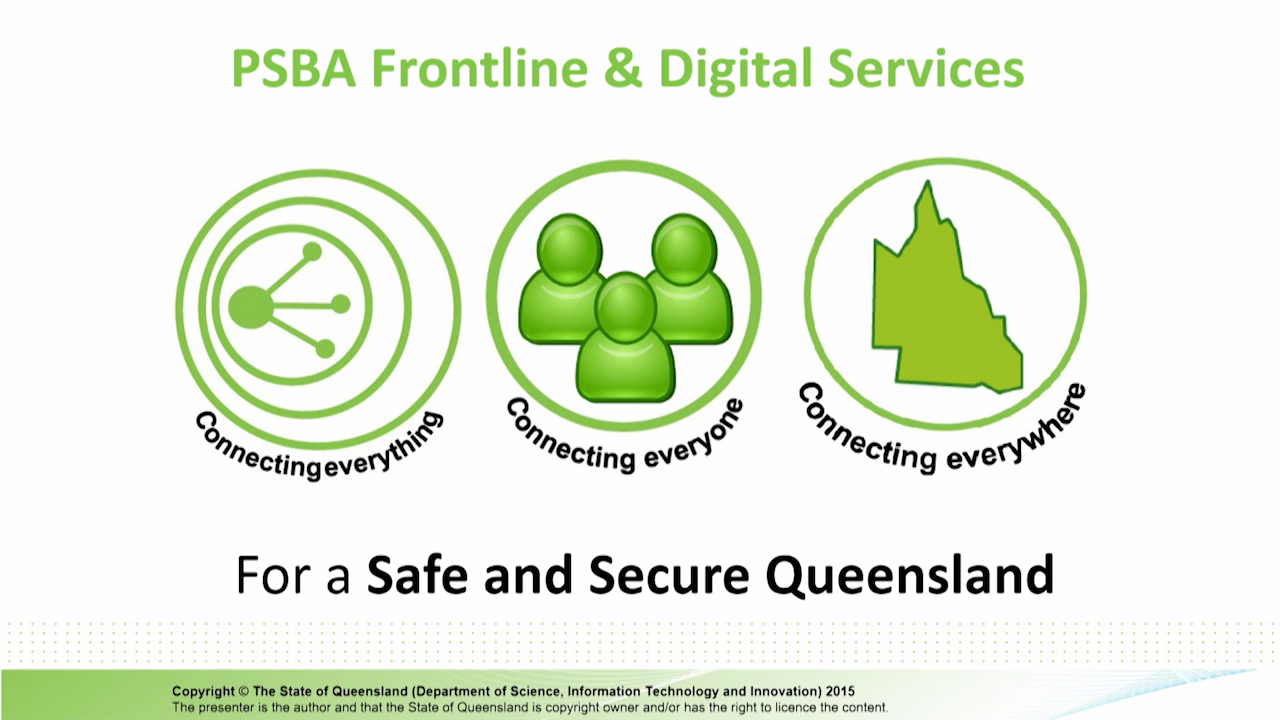 PSBA Frontline & Digital Services
Connecting everything
Connecting everyone
Connecting everywhere
For a Safe and Secure Queensland
Copyright © The State of Queensland (Department of Science, Information Technology and Innovation) 2015
The presenter is the author and that the State of Queensland is copyright owner and/or has the right to licence the content.